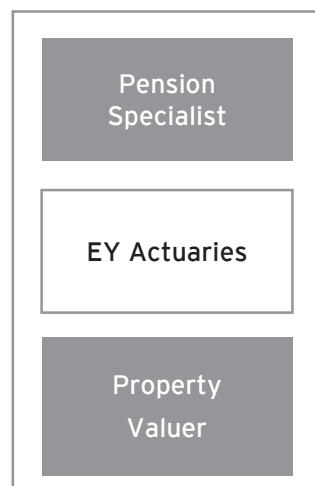 Pension
Specialist
EY Actuaries
Property
Valuer